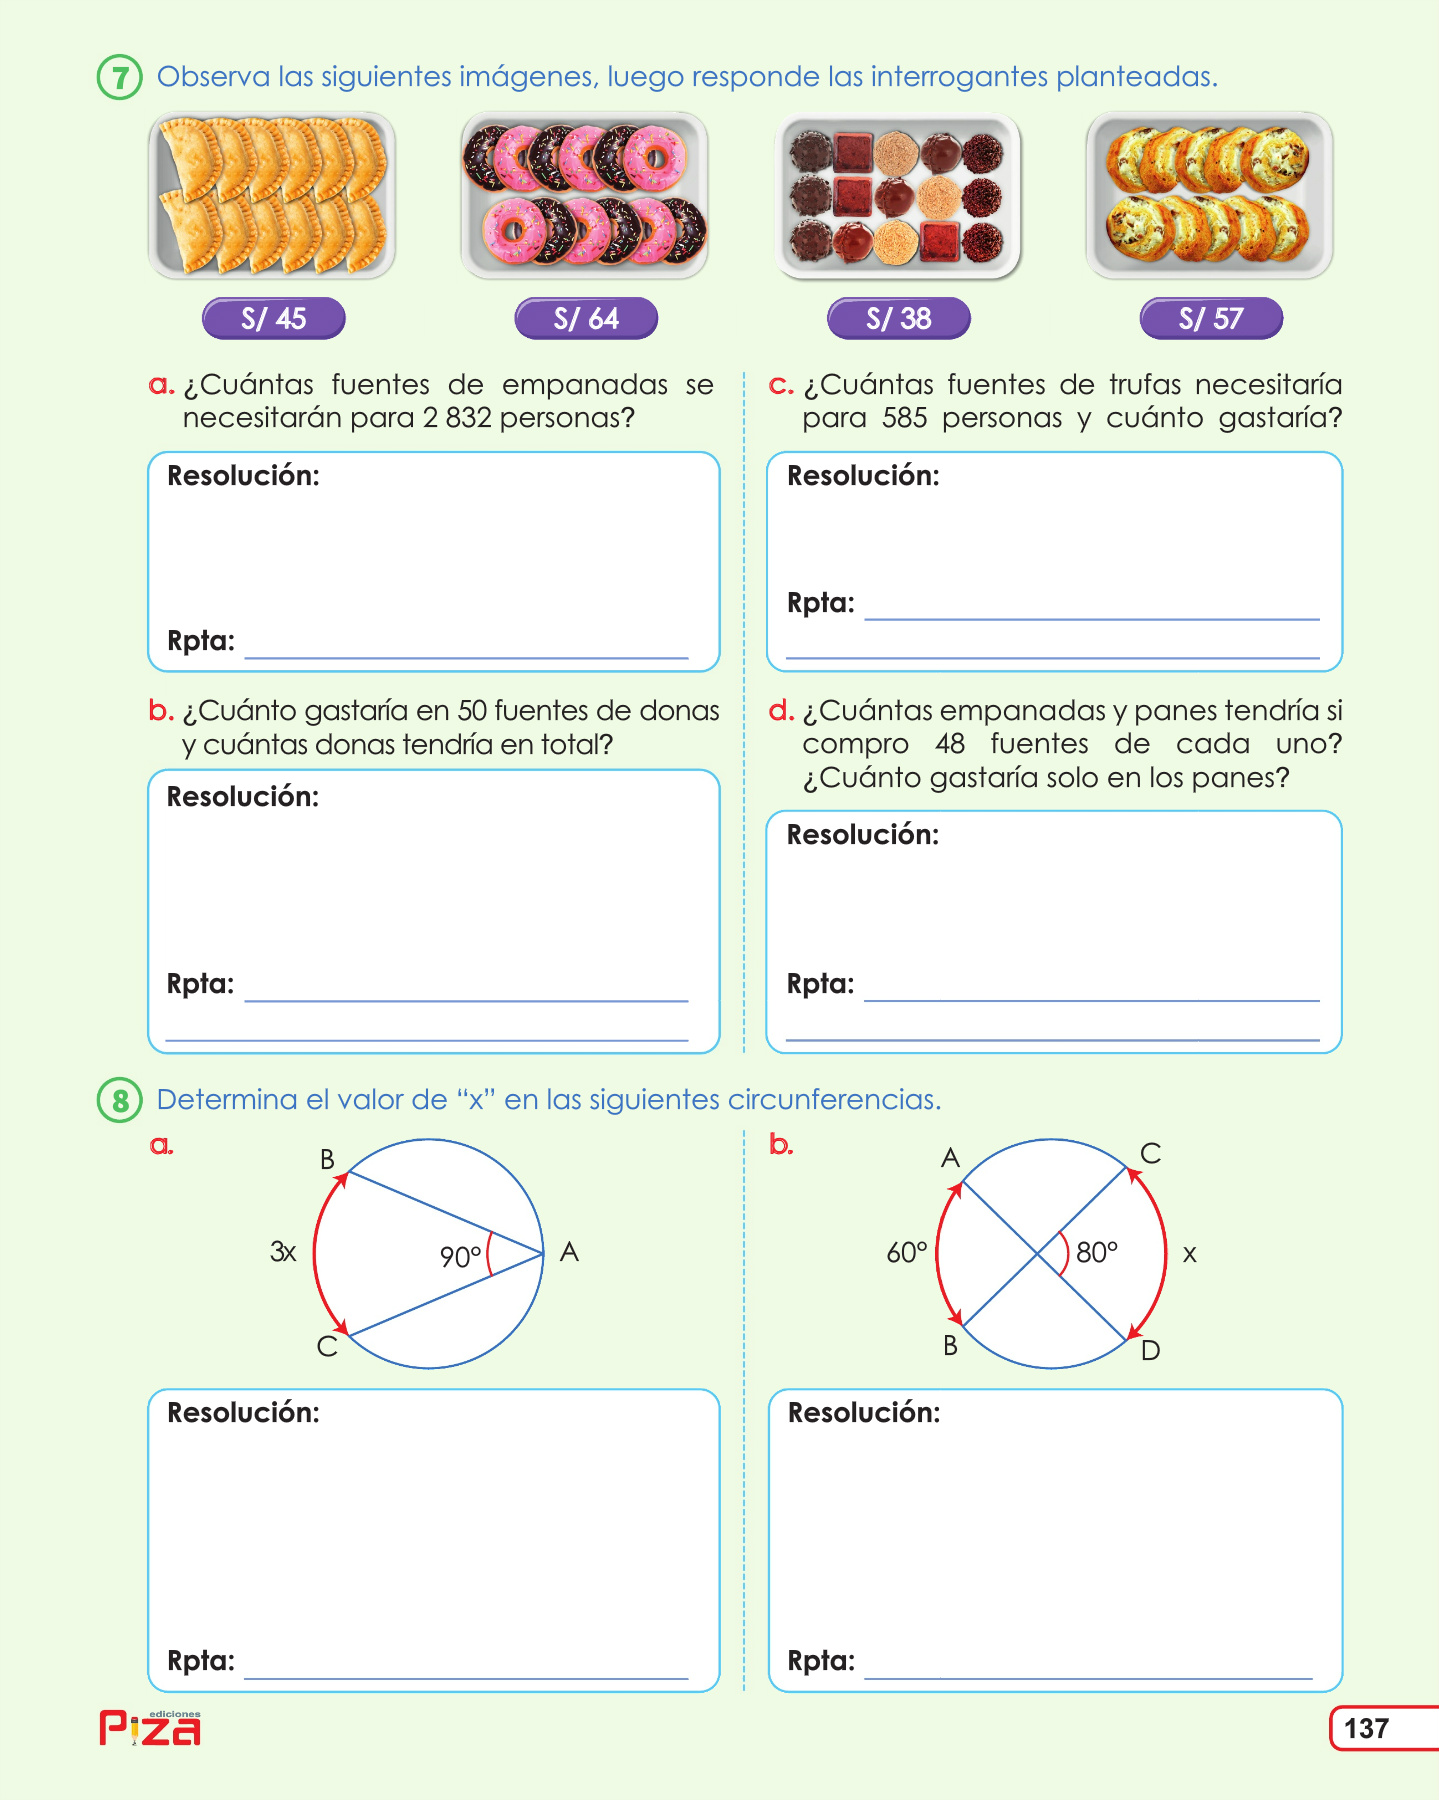 7 Observa las siguientes imágenes, luego responde las interrogantes planteadas.
S/ 45
S/ 64
S/ 38
S/ 57
a. ¿Cuántas fuentes de empanadas se
necesitarán para 2 832 personas?
Resolución:
Rpta:
b. ¿Cuánto gastaría en 50 fuentes de donas
y cuántas donas tendría en total?
Resolución:
Rpta:
c. ¿Cuántas fuentes de trufas necesitaría
para 585 personas y cuánto gastaría?
Resolución:
Rpta:
d. ¿Cuántas empanadas y panes tendría si
compro 48 fuentes de cada uno?
¿Cuánto gastaría solo en los panes?
Resolución:
Rpta:
8 Determina el valor de “x” en las siguientes circunferencias.
a.
B
3x
90°
A
C
Resolución:
Rpta:
b.
A
C
60°
80°
x
B
D
Resolución:
Rpta:
ediciones
Piza
137